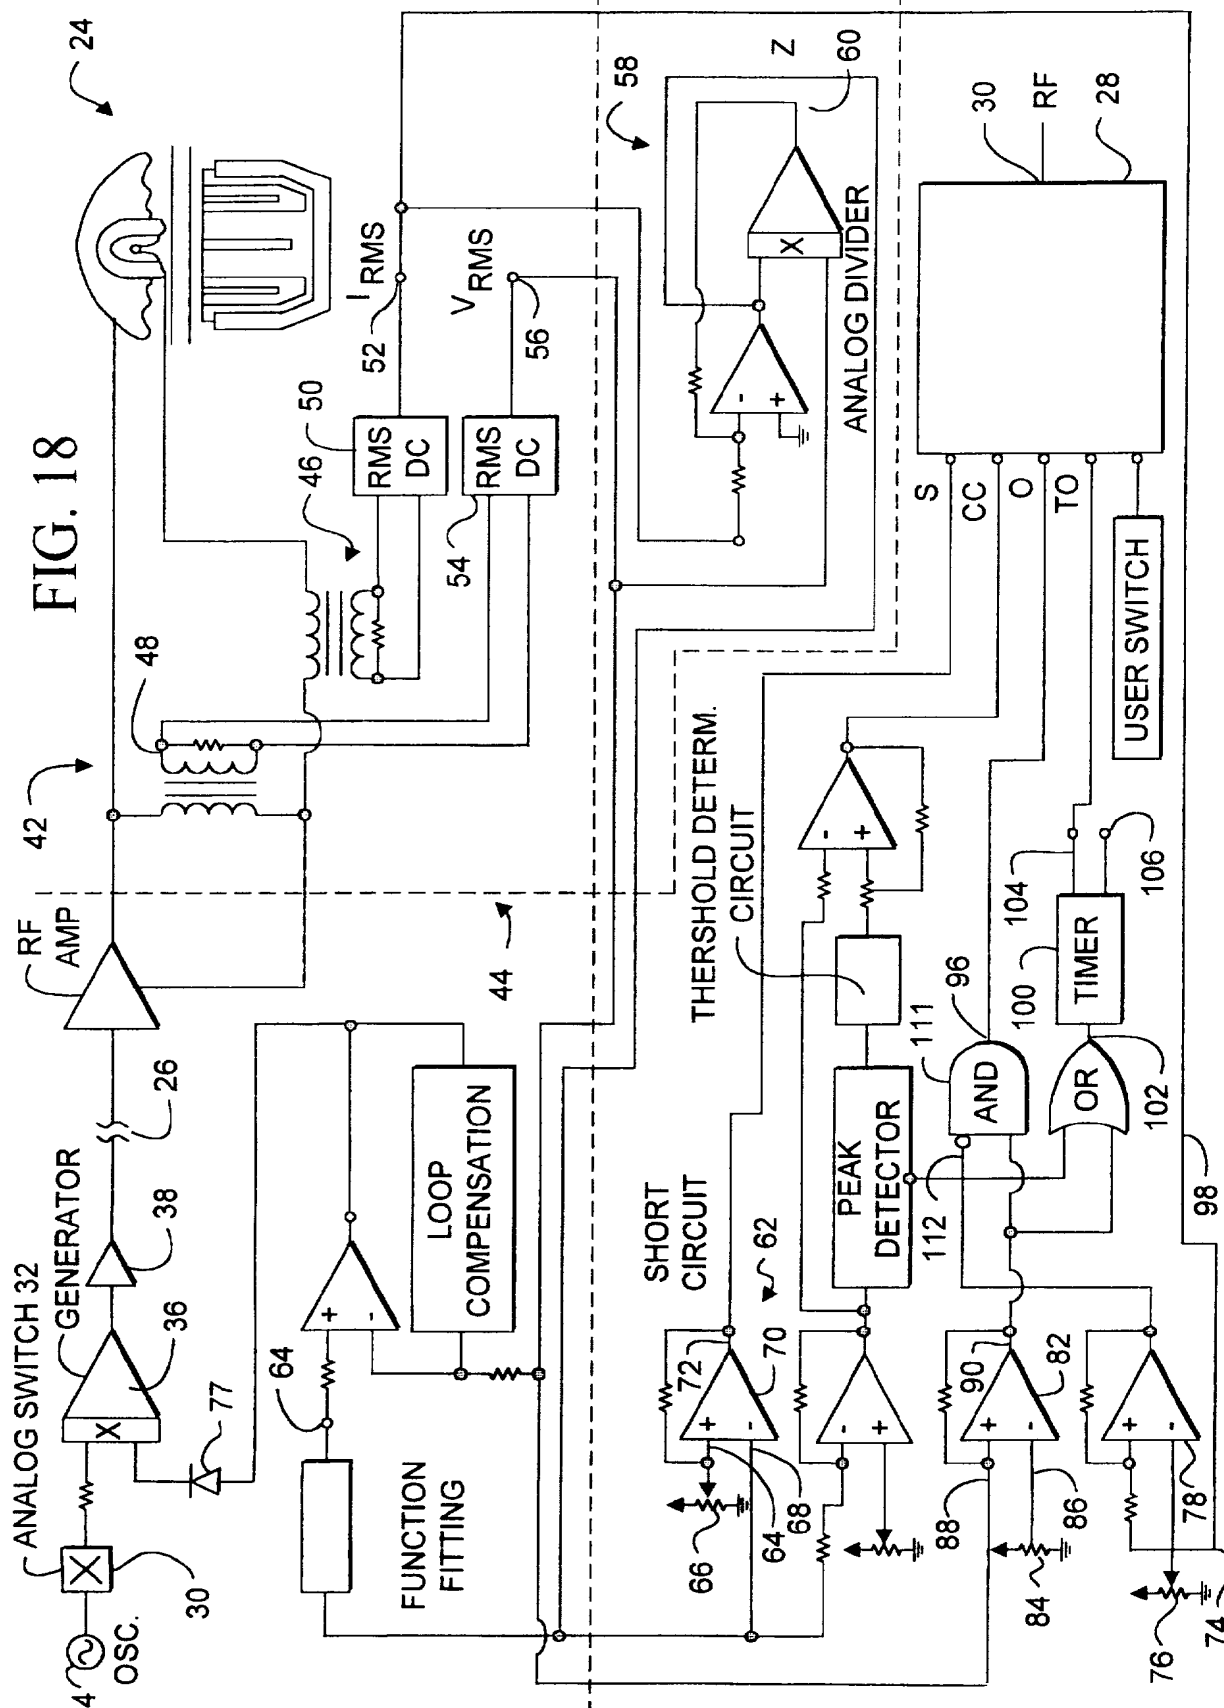 FIG. 18
24
42
48
46
50
52
I RMS
RMS
DC
54
RMS
DC
V RMS
56
58
Z
60
X
-
+
ANALOG DIVIDER
30
RF
28
S
CC
O
TO
USER SWITCH
ANALOG SWITCH 32
GENERATOR
4
OSC.
X
30
X
36
38
77
26
RF
AMP
44
64
+
-
FUNCTION
FITTING
LOOP
COMPENSATION
SHORT
CIRCUIT
62
66
64
68
+
-
72
70
-
+
PEAK
DETECTOR
THERSHOLD DETERM.
CIRCUIT
-
+
88
86
84
+
-
90
82
112
AND
111
96
OR
102
100
TIMER
104
106
98
+
-
78
76
74